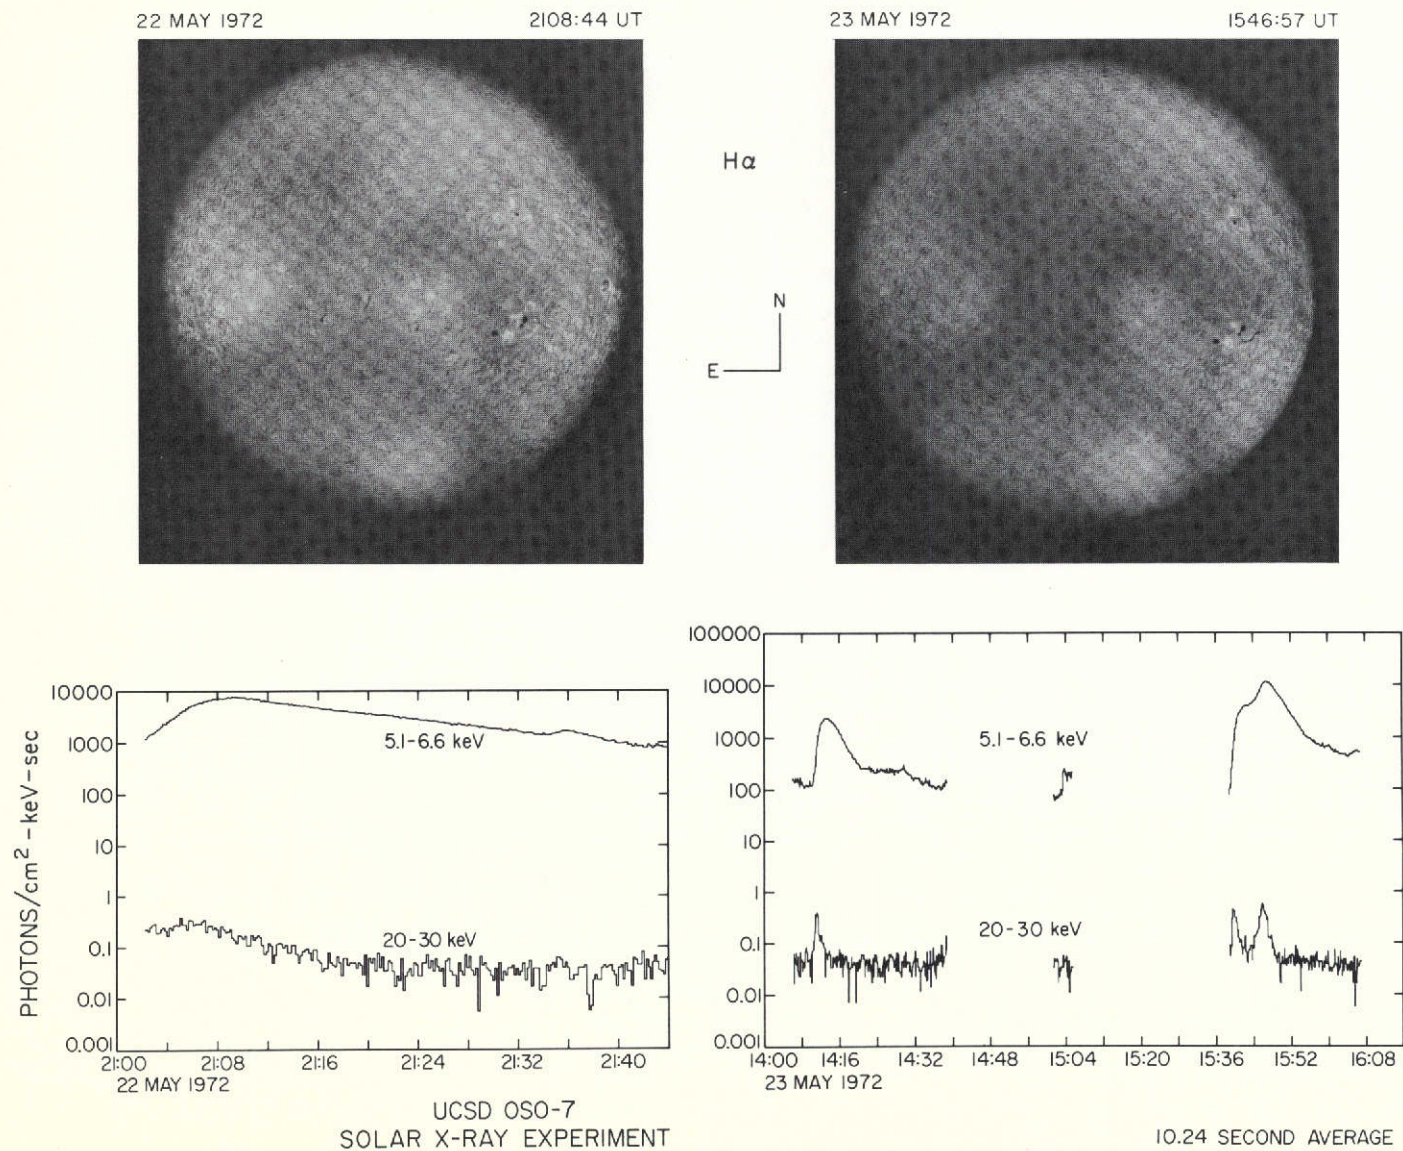 22 MAY 1972 2108:44 UT
23 MAY 1972 1546:57 UT
Hα
N
E
PHOTONS/cm² - keV - sec
10000
1000
100
10
1
0.1
0.01
0.001
5.1-6.6 keV
20-30 keV
21:00 21:08 21:16 21:24 21:32 21:40
22 MAY 1972
100000
10000
1000
100
10
1
0.1
0.01
0.001
5.1-6.6 keV
20-30 keV
14:00 14:16 14:32 14:48 15:04 15:20 15:36 15:52 16:08
23 MAY 1972
UCSD OSO-7
SOLAR X-RAY EXPERIMENT
10.24 SECOND AVERAGE